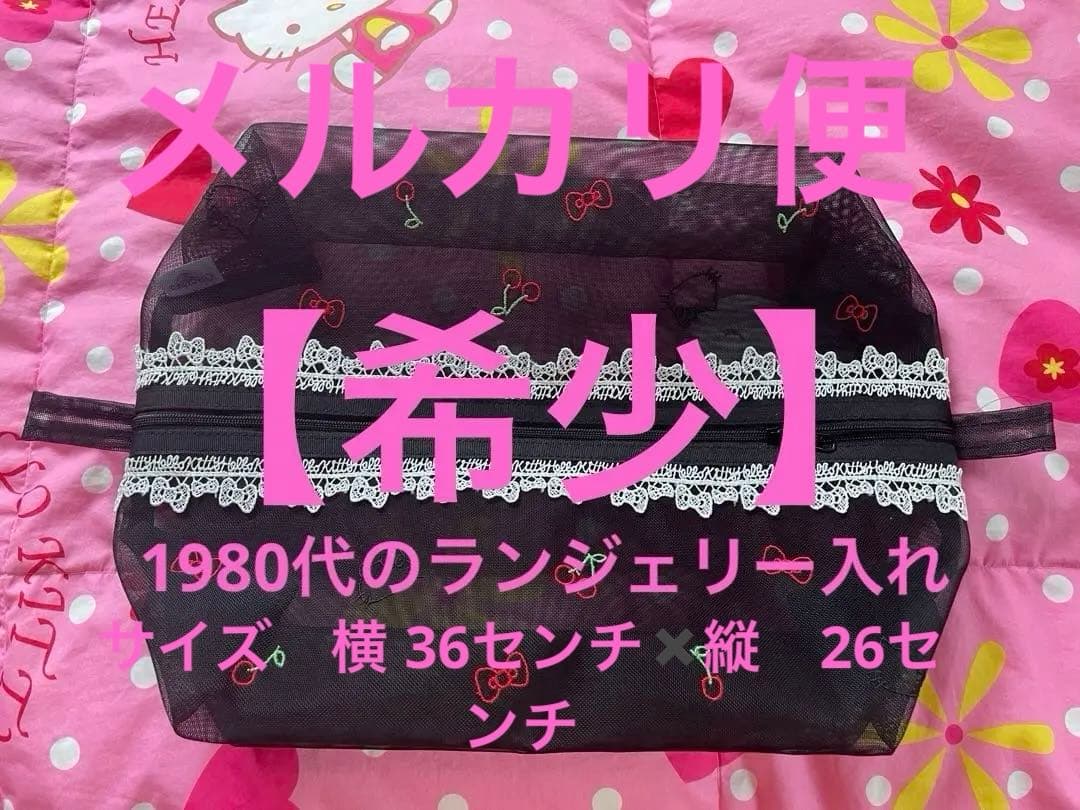 メルカリ便
【希少】
1980代のランジェリー入れ
サイズ　横 36センチ✖️縦　26セ
ンチ